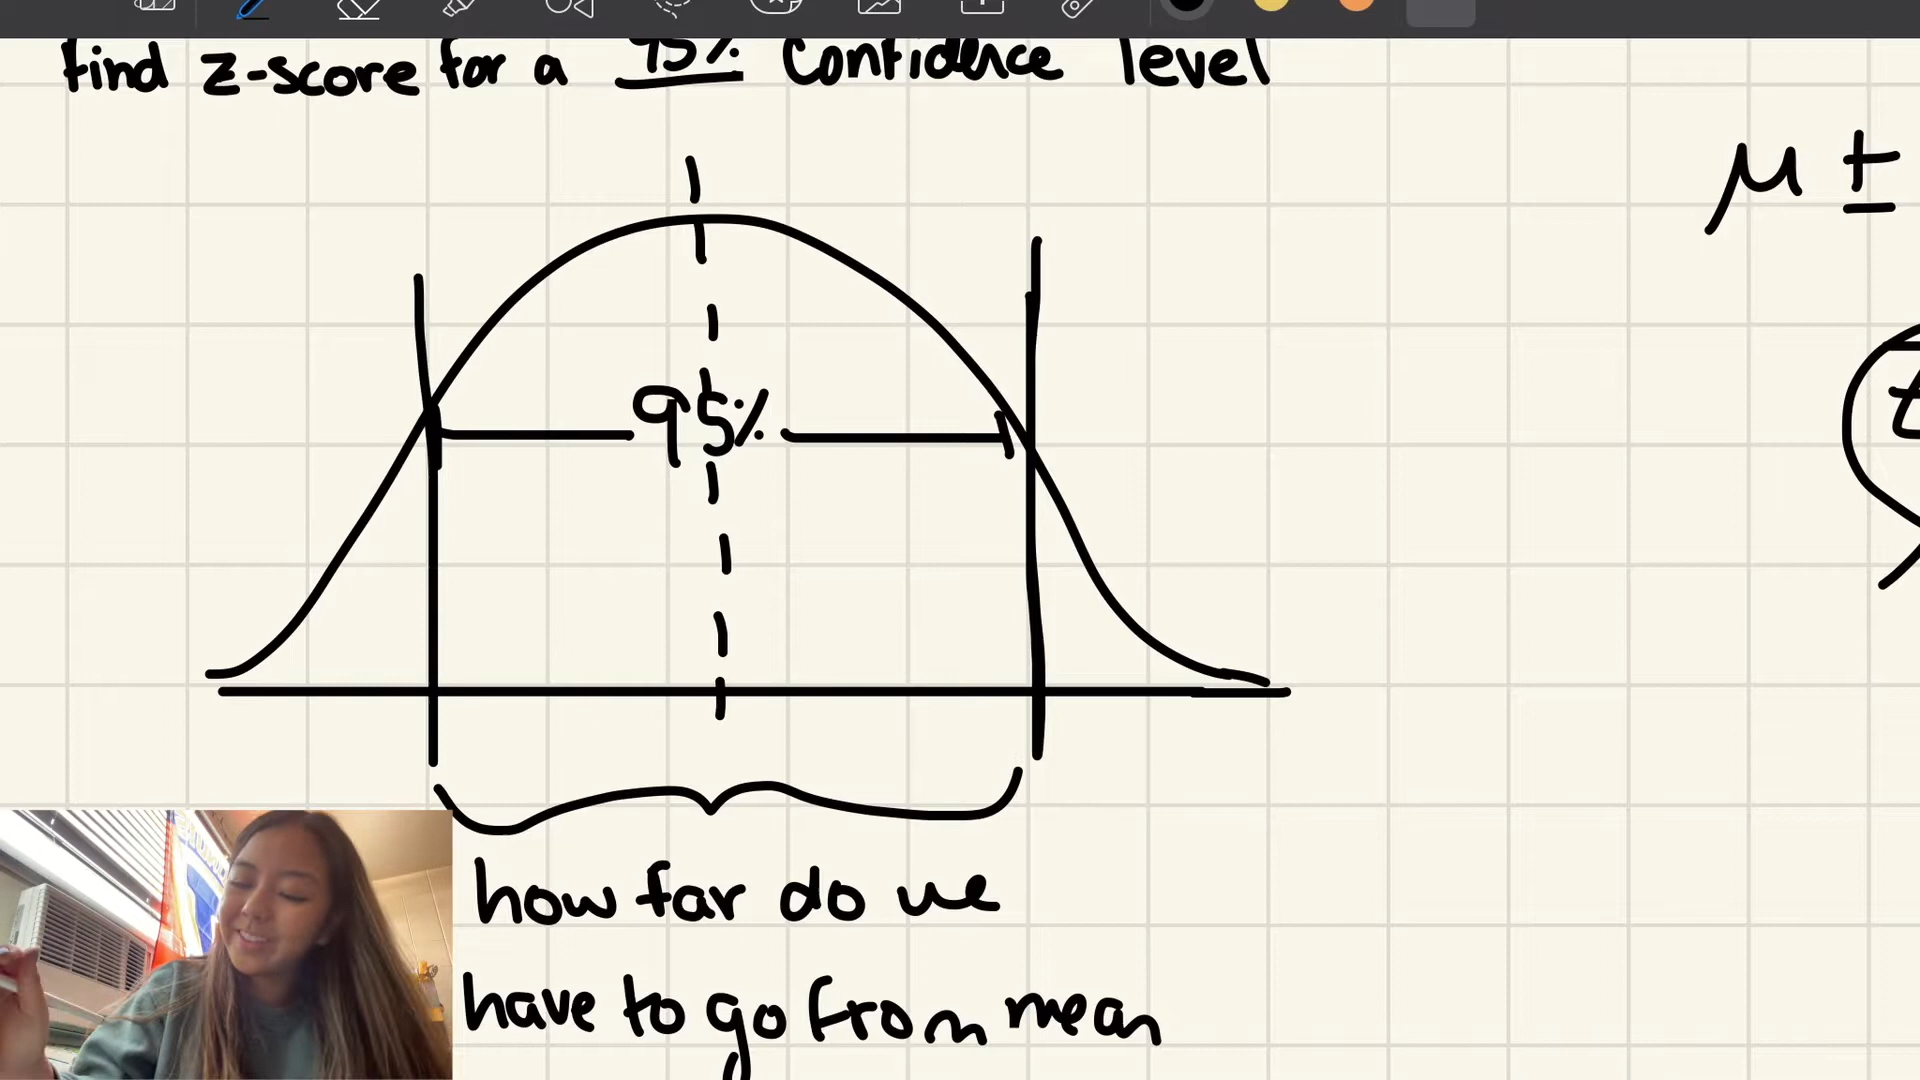 find z-score for a 95% confidence level
μ ±
95%
how far do we
have to go from mean